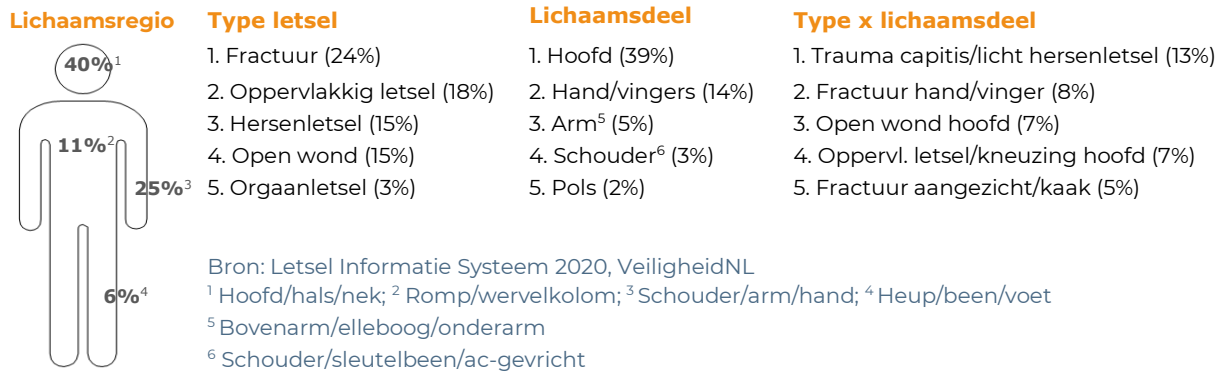 Lichaamsregio
40%¹
11%²
25%³
6%⁴
Type letsel
1. Fractuur (24%)
2. Oppervlakkig letsel (18%)
3. Hersenletsel (15%)
4. Open wond (15%)
5. Orgaanletsel (3%)
Lichaamsdeel
1. Hoofd (39%)
2. Hand/vingers (14%)
3. Arm⁵ (5%)
4. Schouder⁶ (3%)
5. Pols (2%)
Type x lichaamsdeel
1. Trauma capitis/licht hersenletsel (13%)
2. Fractuur hand/vinger (8%)
3. Open wond hoofd (7%)
4. Oppervl. letsel/kneuzing hoofd (7%)
5. Fractuur aangezicht/kaak (5%)
Bron: Letsel Informatie Systeem 2020, VeiligheidNL
¹ Hoofd/hals/nek; ² Romp/wervelkolom; ³ Schouder/arm/hand; ⁴ Heup/been/voet
⁵ Bovenarm/elleboog/onderarm
⁶ Schouder/sleutelbeen/ac-gevricht